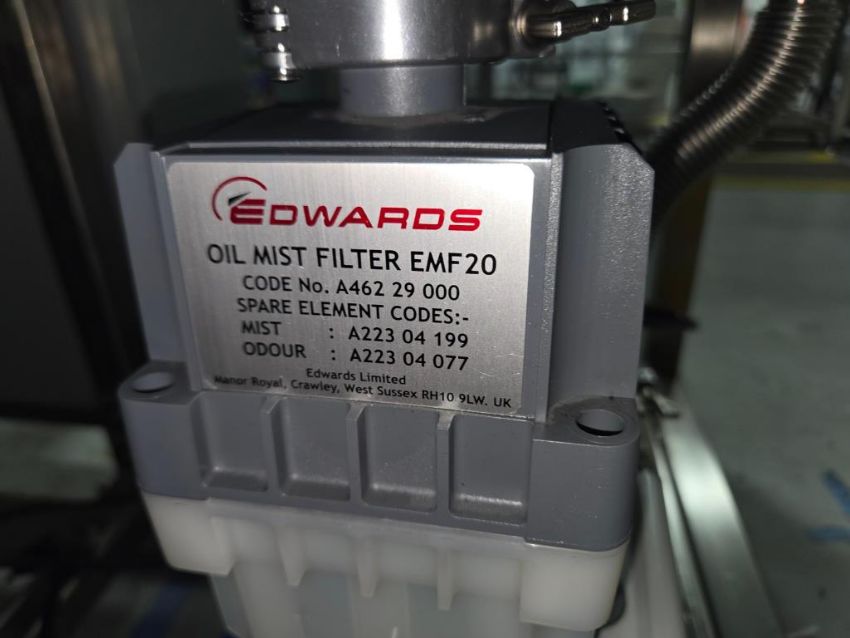 EDWARDS
OIL MIST FILTER EMF20
CODE No. A462 29 000
SPARE ELEMENT CODES:-
MIST : A223 04 199
ODOUR : A223 04 077
Edwards Limited
Manor Royal, Crawley, West Sussex RH10 9LW. UK